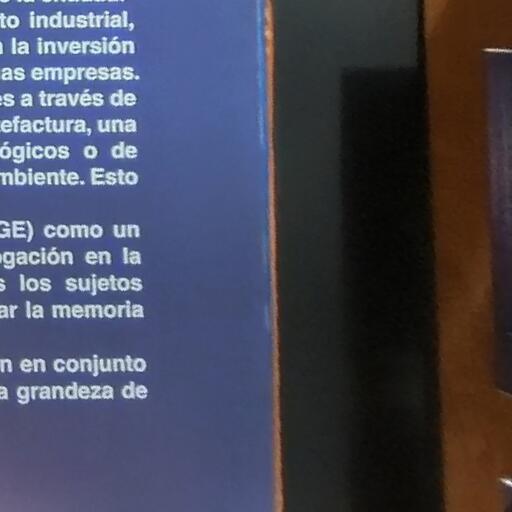 to industrial,
la inversión
as empresas.
es a través de
efactura, una
ógicos o de
mbiente. Esto
GE) como un
ogación en la
s los sujetos
ar la memoria
n en conjunto
a grandeza de